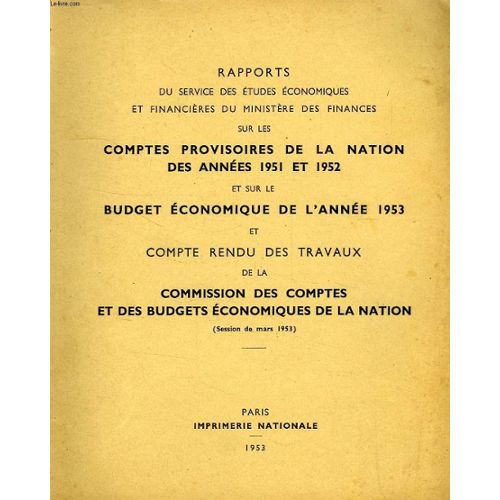 Le-livre.com
RAPPORTS
DU SERVICE DES ÉTUDES ÉCONOMIQUES
ET FINANCIÈRES DU MINISTÈRE DES FINANCES
SUR LES
COMPTES PROVISOIRES DE LA NATION
DES ANNÉES 1951 ET 1952
ET SUR LE
BUDGET ÉCONOMIQUE DE L'ANNÉE 1953
ET
COMPTE RENDU DES TRAVAUX
DE LA
COMMISSION DES COMPTES
ET DES BUDGETS ÉCONOMIQUES DE LA NATION
(Session de mars 1953)
PARIS
IMPRIMERIE NATIONALE
1953